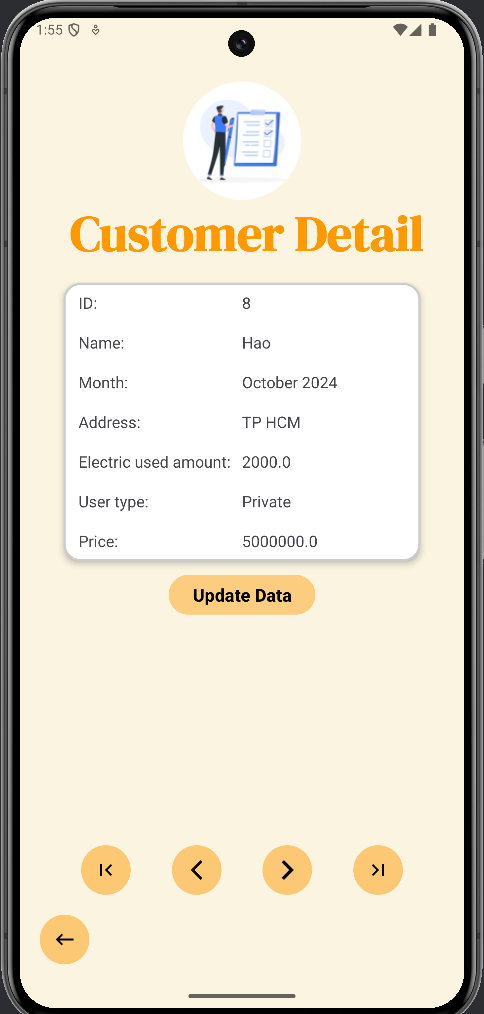 1:55
Customer Detail
ID: 8
Name: Hao
Month: October 2024
Address: TP HCM
Electric used amount: 2000.0
User type: Private
Price: 5000000.0
Update Data